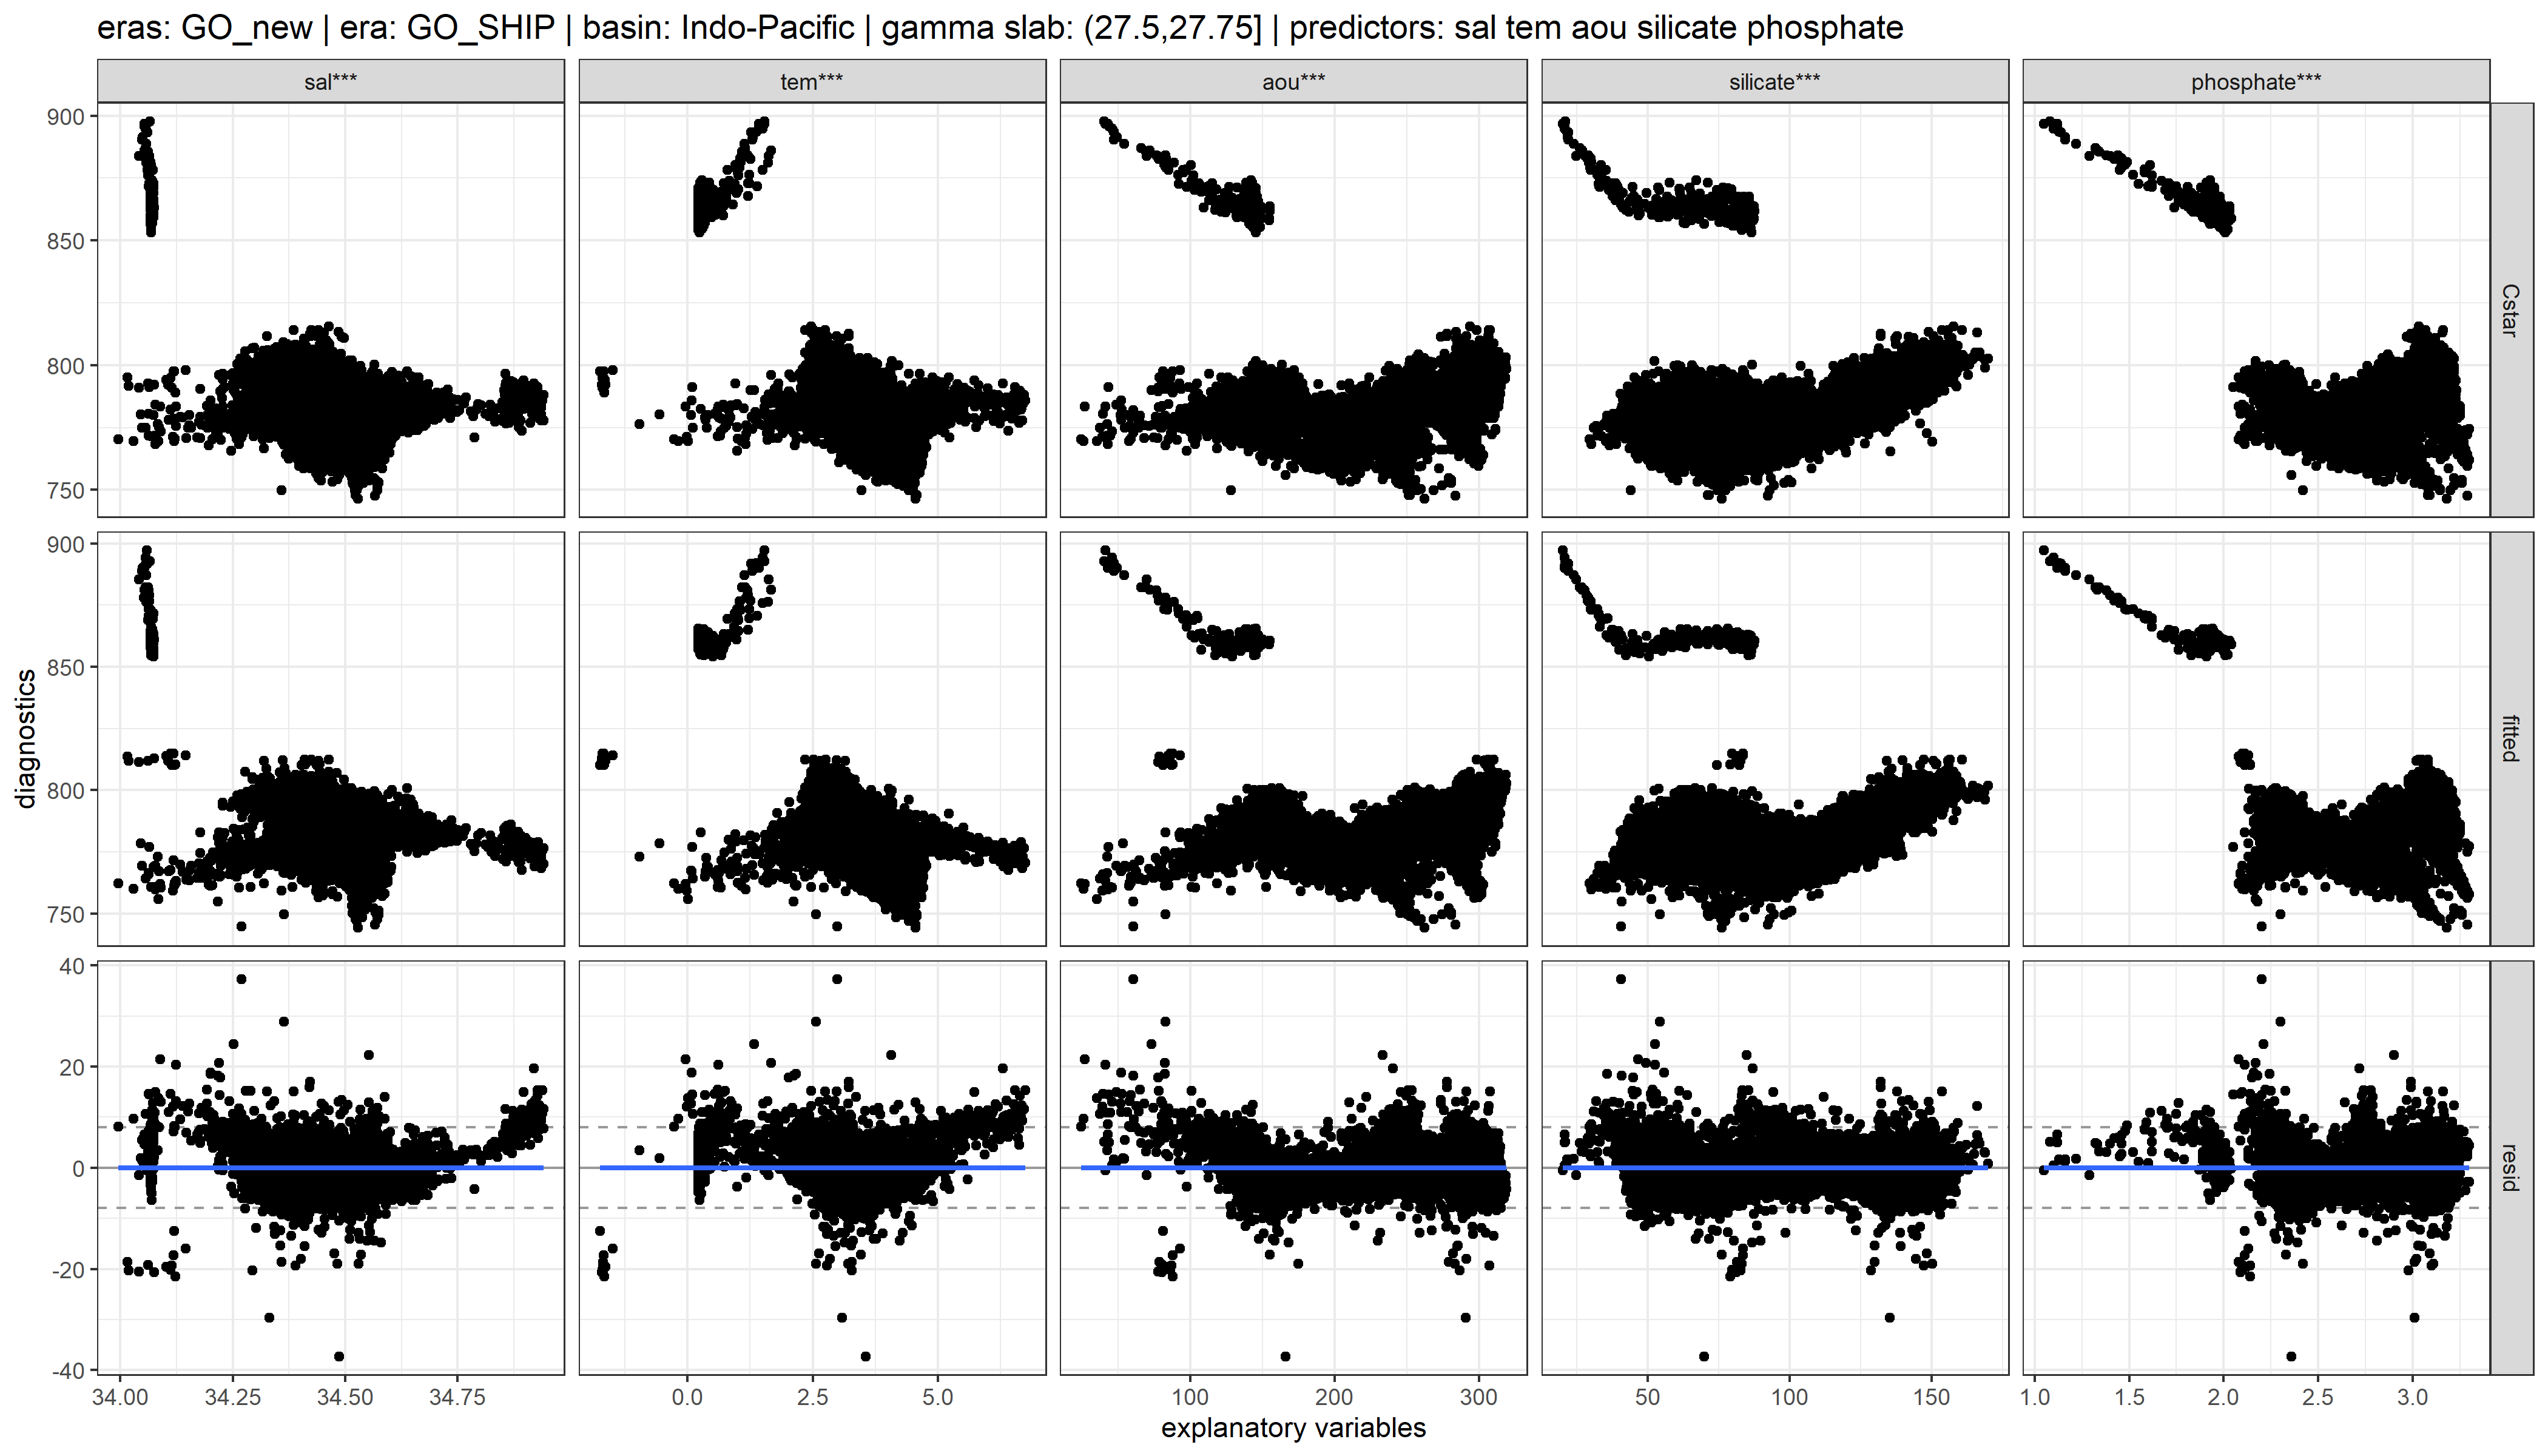 eras: GO_new | era: GO_SHIP | basin: Indo-Pacific | gamma slab: (27.5,27.75] | predictors: sal tem aou silicate phosphate
sal*** tem*** aou*** silicate*** phosphate***
900
850
800
750
Cstar
900
850
800
750
fitted
diagnostics
40
20
0
-20
-40
resid
34.00 34.25 34.50 34.75 0.0 2.5 5.0 100 200 300 50 100 150 1.0 1.5 2.0 2.5 3.0
explanatory variables